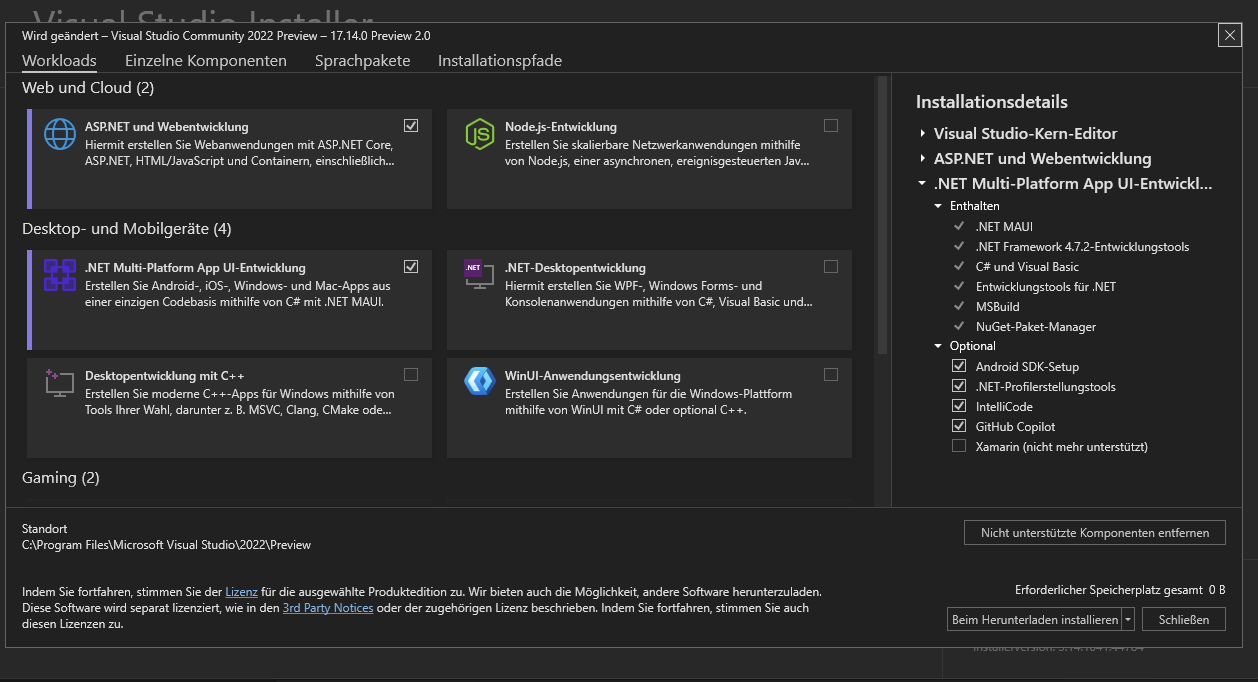 Visual Studio Installer
Wird geändert – Visual Studio Community 2022 Preview – 17.14.0 Preview 2.0
Workloads Einzelne Komponenten Sprachpakete Installationspfade
Web und Cloud (2)
ASP.NET und Webentwicklung
Hiermit erstellen Sie Webanwendungen mit ASP.NET Core,
ASP.NET, HTML/JavaScript und Containern, einschließlich...
JS
Node.js-Entwicklung
Erstellen Sie skalierbare Netzwerkanwendungen mithilfe
von Node.js, einer asynchronen, ereignisgesteuerten Jav...
Desktop- und Mobilgeräte (4)
.NET Multi-Platform App UI-Entwicklung
Erstellen Sie Android-, iOS-, Windows- und Mac-Apps aus
einer einzigen Codebasis mithilfe von C# mit .NET MAUI.
.NET
.NET-Desktopentwicklung
Hiermit erstellen Sie WPF-, Windows Forms- und
Konsolenanwendungen mithilfe von C#, Visual Basic und...
Desktopentwicklung mit C++
Erstellen Sie moderne C++-Apps für Windows mithilfe von
Tools Ihrer Wahl, darunter z. B. MSVC, Clang, CMake ode...
WinUI-Anwendungsentwicklung
Erstellen Sie Anwendungen für die Windows-Plattform
mithilfe von WinUI mit C# oder optional C++.
Gaming (2)
Installationsdetails
Visual Studio-Kern-Editor
ASP.NET und Webentwicklung
.NET Multi-Platform App UI-Entwickl...
Enthalten
.NET MAUI
.NET Framework 4.7.2-Entwicklungstools
C# und Visual Basic
Entwicklungstools für .NET
MSBuild
NuGet-Paket-Manager
Optional
Android SDK-Setup
.NET-Profilerstellungstools
IntelliCode
GitHub Copilot
Xamarin (nicht mehr unterstützt)
Standort
C:\Program Files\Microsoft Visual Studio\2022\Preview
Nicht unterstützte Komponenten entfernen
Indem Sie fortfahren, stimmen Sie der Lizenz für die ausgewählte Produktedition zu. Wir bieten auch die Möglichkeit, andere Software herunterzuladen.
Diese Software wird separat lizenziert, wie in den 3rd Party Notices oder der zugehörigen Lizenz beschrieben. Indem Sie fortfahren, stimmen Sie auch
diesen Lizenzen zu.
Erforderlicher Speicherplatz gesamt 0 B
Beim Herunterladen installieren
Schließen